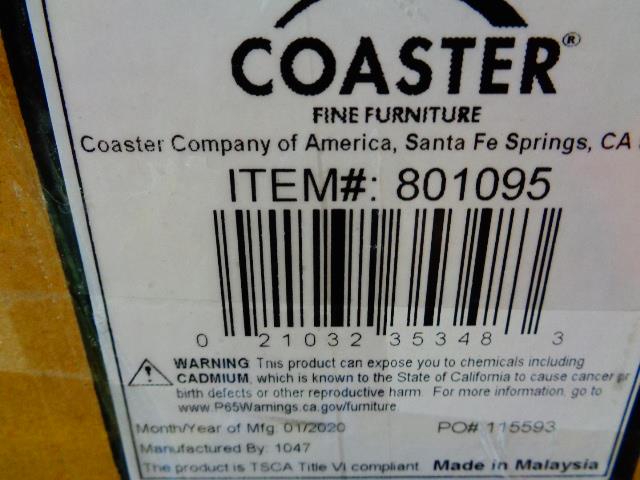 COASTER®
FINE FURNITURE
Coaster Company of America, Santa Fe Springs, CA
ITEM#: 801095
0 21032 35348 3
WARNING This product can expose you to chemicals including
CADMIUM, which is known to the State of California to cause cancer or
birth defects or other reproductive harm. For more information, go to
www.P65Warnings.ca.gov/furniture
Month/Year of Mfg. 01/2020 PO# 115593
Manufactured By: 1047
The product is TSCA Title VI compliant Made in Malaysia